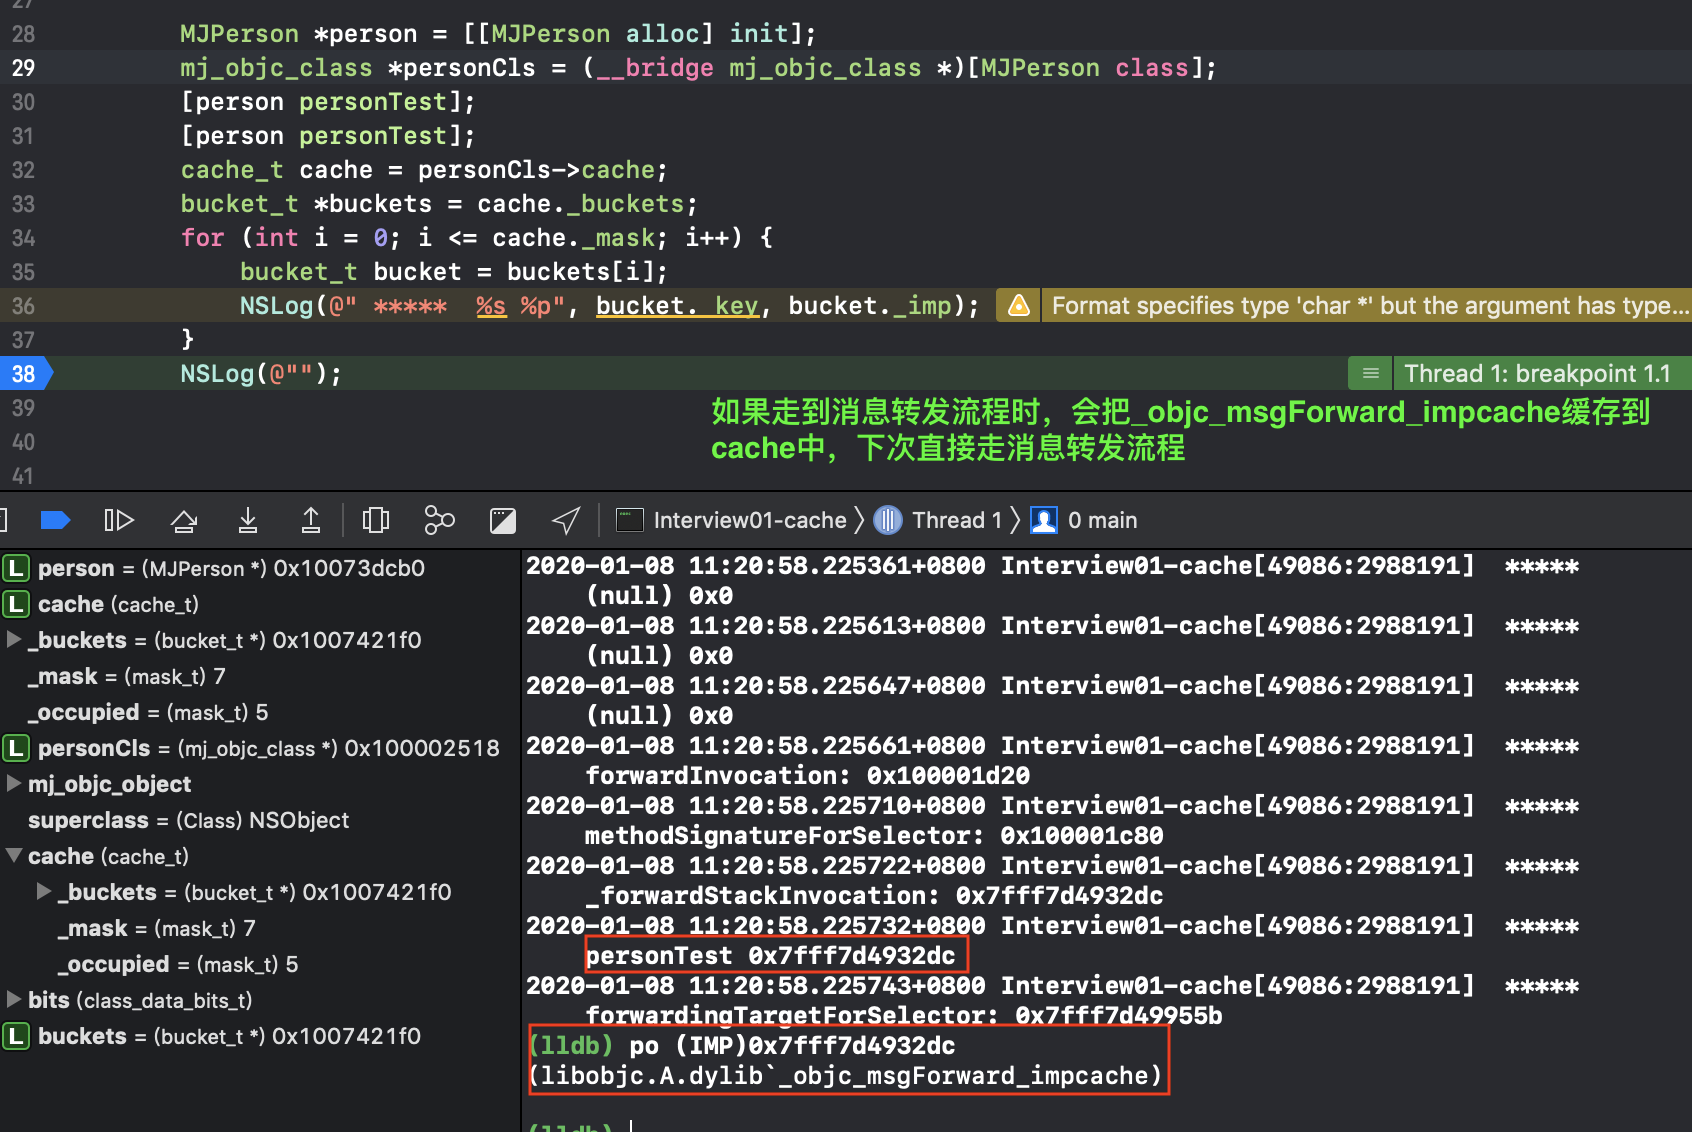 27
28 MJPerson *person = [[MJPerson alloc] init];
29 mj_objc_class *personCls = (__bridge mj_objc_class *)[MJPerson class];
30 [person personTest];
31 [person personTest];
32 cache_t cache = personCls->cache;
33 bucket_t *buckets = cache._buckets;
34 for (int i = 0; i <= cache._mask; i++) {
35 bucket_t bucket = buckets[i];
36 NSLog(@" ***** %s %p", bucket._key, bucket._imp); Format specifies type 'char *' but the argument has type...
37 }
38 NSLog(@""); Thread 1: breakpoint 1.1
39
如果走到消息转发流程时，会把_objc_msgForward_impcache缓存到
40
cache中，下次直接走消息转发流程
41
Interview01-cache Thread 1 0 main
L person = (MJPerson *) 0x10073dcb0
L cache (cache_t)
_buckets = (bucket_t *) 0x1007421f0
_mask = (mask_t) 7
_occupied = (mask_t) 5
L personCls = (mj_objc_class *) 0x100002518
mj_objc_object
superclass = (Class) NSObject
cache (cache_t)
_buckets = (bucket_t *) 0x1007421f0
_mask = (mask_t) 7
_occupied = (mask_t) 5
bits (class_data_bits_t)
L buckets = (bucket_t *) 0x1007421f0
2020-01-08 11:20:58.225361+0800 Interview01-cache[49086:2988191] *****
(null) 0x0
2020-01-08 11:20:58.225613+0800 Interview01-cache[49086:2988191] *****
(null) 0x0
2020-01-08 11:20:58.225647+0800 Interview01-cache[49086:2988191] *****
(null) 0x0
2020-01-08 11:20:58.225661+0800 Interview01-cache[49086:2988191] *****
forwardInvocation: 0x100001d20
2020-01-08 11:20:58.225710+0800 Interview01-cache[49086:2988191] *****
methodSignatureForSelector: 0x100001c80
2020-01-08 11:20:58.225722+0800 Interview01-cache[49086:2988191] *****
_forwardStackInvocation: 0x7fff7d4932dc
2020-01-08 11:20:58.225732+0800 Interview01-cache[49086:2988191] *****
personTest 0x7fff7d4932dc
2020-01-08 11:20:58.225743+0800 Interview01-cache[49086:2988191] *****
forwardingTargetForSelector: 0x7fff7d49955b
(lldb) po (IMP)0x7fff7d4932dc
(libobjc.A.dylib`_objc_msgForward_impcache)
(lldb)